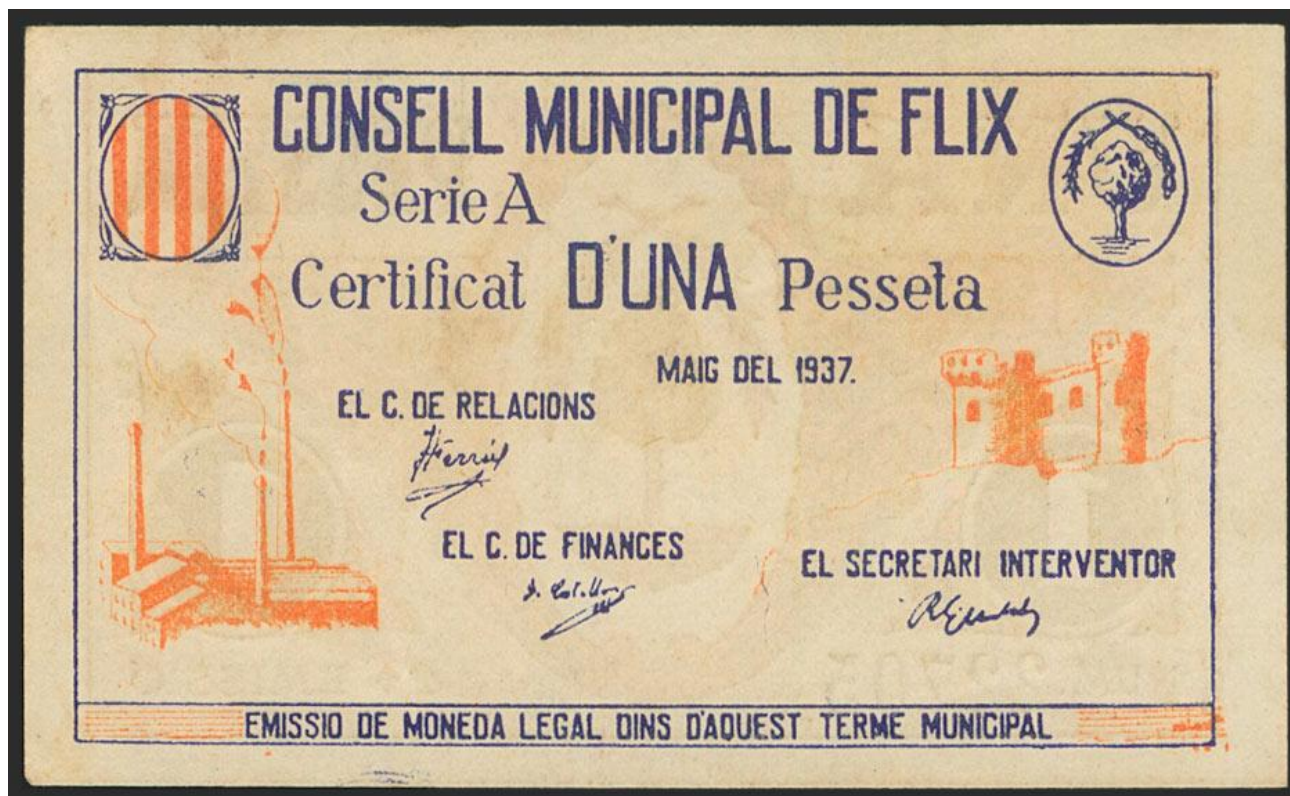 CONSELL MUNICIPAL DE FLIX
Serie A
Certificat D'UNA Pesseta
MAIG DEL 1937.
EL C. DE RELACIONS
EL C. DE FINANCES
EL SECRETARI INTERVENTOR
EMISSIO DE MONEDA LEGAL DINS D'AQUEST TERME MUNICIPAL